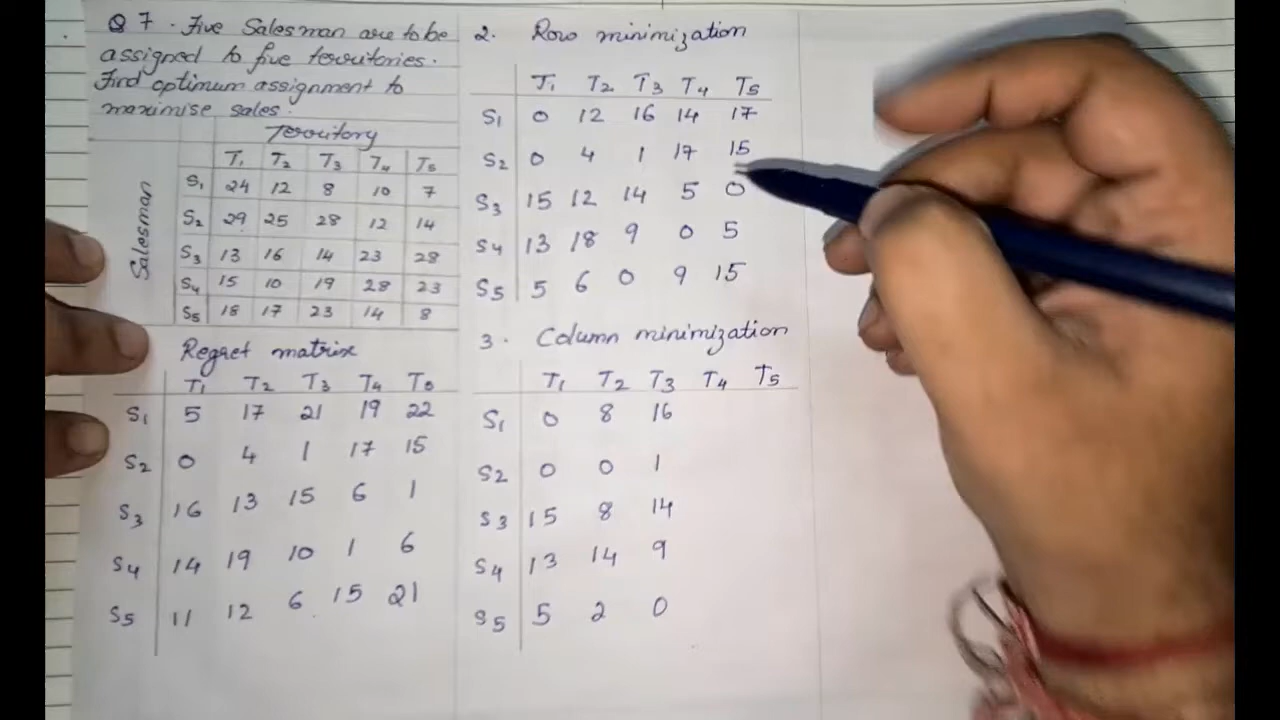 Q 7. Five Salesman are to be
assigned to five territories.
Find optimum assignment to
maximise sales.
Territory
Salesman
T1 T2 T3 T4 T5
S1 24 12 8 10 7
S2 29 25 28 12 14
S3 13 16 14 23 28
S4 15 10 19 28 23
S5 18 17 23 14 8
Regret matrix
T1 T2 T3 T4 T5
S1 5 17 21 19 22
S2 0 4 1 17 15
S3 16 13 15 6 1
S4 14 19 10 1 6
S5 11 12 6 15 21
2. Row minimization
T1 T2 T3 T4 T5
S1 0 12 16 14 17
S2 0 4 1 17 15
S3 15 12 14 5 0
S4 13 18 9 0 5
S5 5 6 0 9 15
3. Column minimization
T1 T2 T3 T4 T5
S1 0 8 16
S2 0 0 1
S3 15 8 14
S4 13 14 9
S5 5 2 0